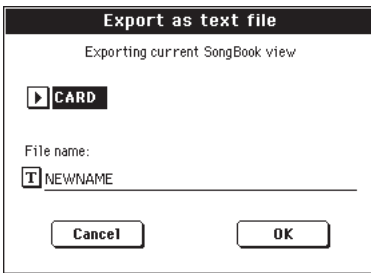 Export as text file
Exporting current SongBook view
CARD
File name:
T NEWNAME
Cancel OK